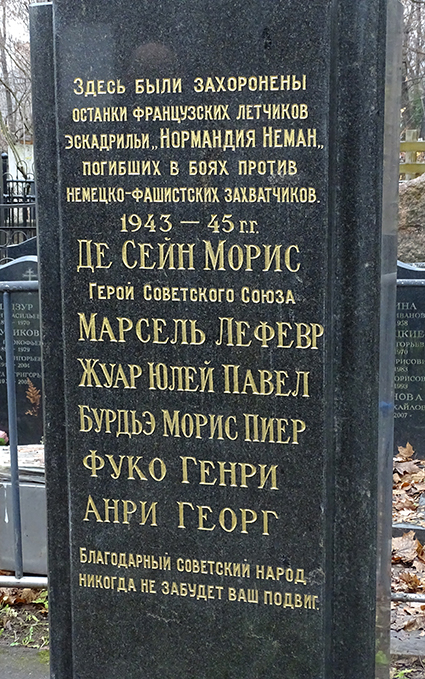 Здесь были захоронены
останки французских летчиков
эскадрильи „Нормандия Неман„
погибших в боях против
немецко-фашистских захватчиков.
1943 — 45 г.г.
Де Сейн Морис
Герой Советского Союза
Марсель Лефевр
Жуар Юлей Павел
Бурдьэ Морис Пиер
Фуко Генри
Анри Георг
Благодарный советский народ
никогда не забудет ваш подвиг.